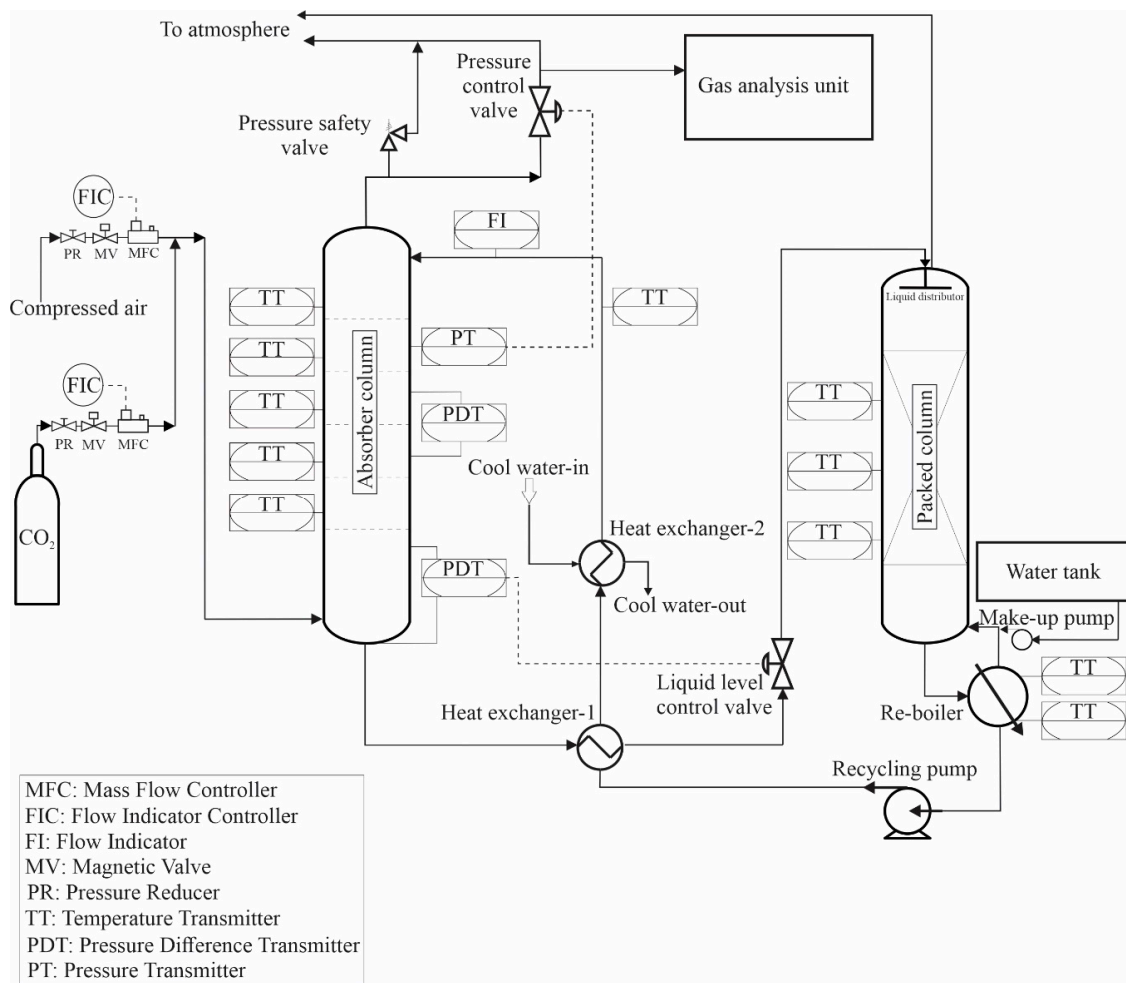 To atmosphere
Pressure
control
valve
Gas analysis unit
Pressure safety
valve
FIC
PR
MV
MFC
Compressed air
FI
TT
TT
TT
TT
TT
TT
PT
PDT
PDT
Absorber column
FIC
PR
MV
MFC
CO₂
Cool water-in
Heat exchanger-2
Cool water-out
Liquid distributor
Packed column
TT
TT
TT
Water tank
Make-up pump
TT
TT
Re-boiler
Liquid level
control valve
Heat exchanger-1
Recycling pump
MFC: Mass Flow Controller
FIC: Flow Indicator Controller
FI: Flow Indicator
MV: Magnetic Valve
PR: Pressure Reducer
TT: Temperature Transmitter
PDT: Pressure Difference Transmitter
PT: Pressure Transmitter